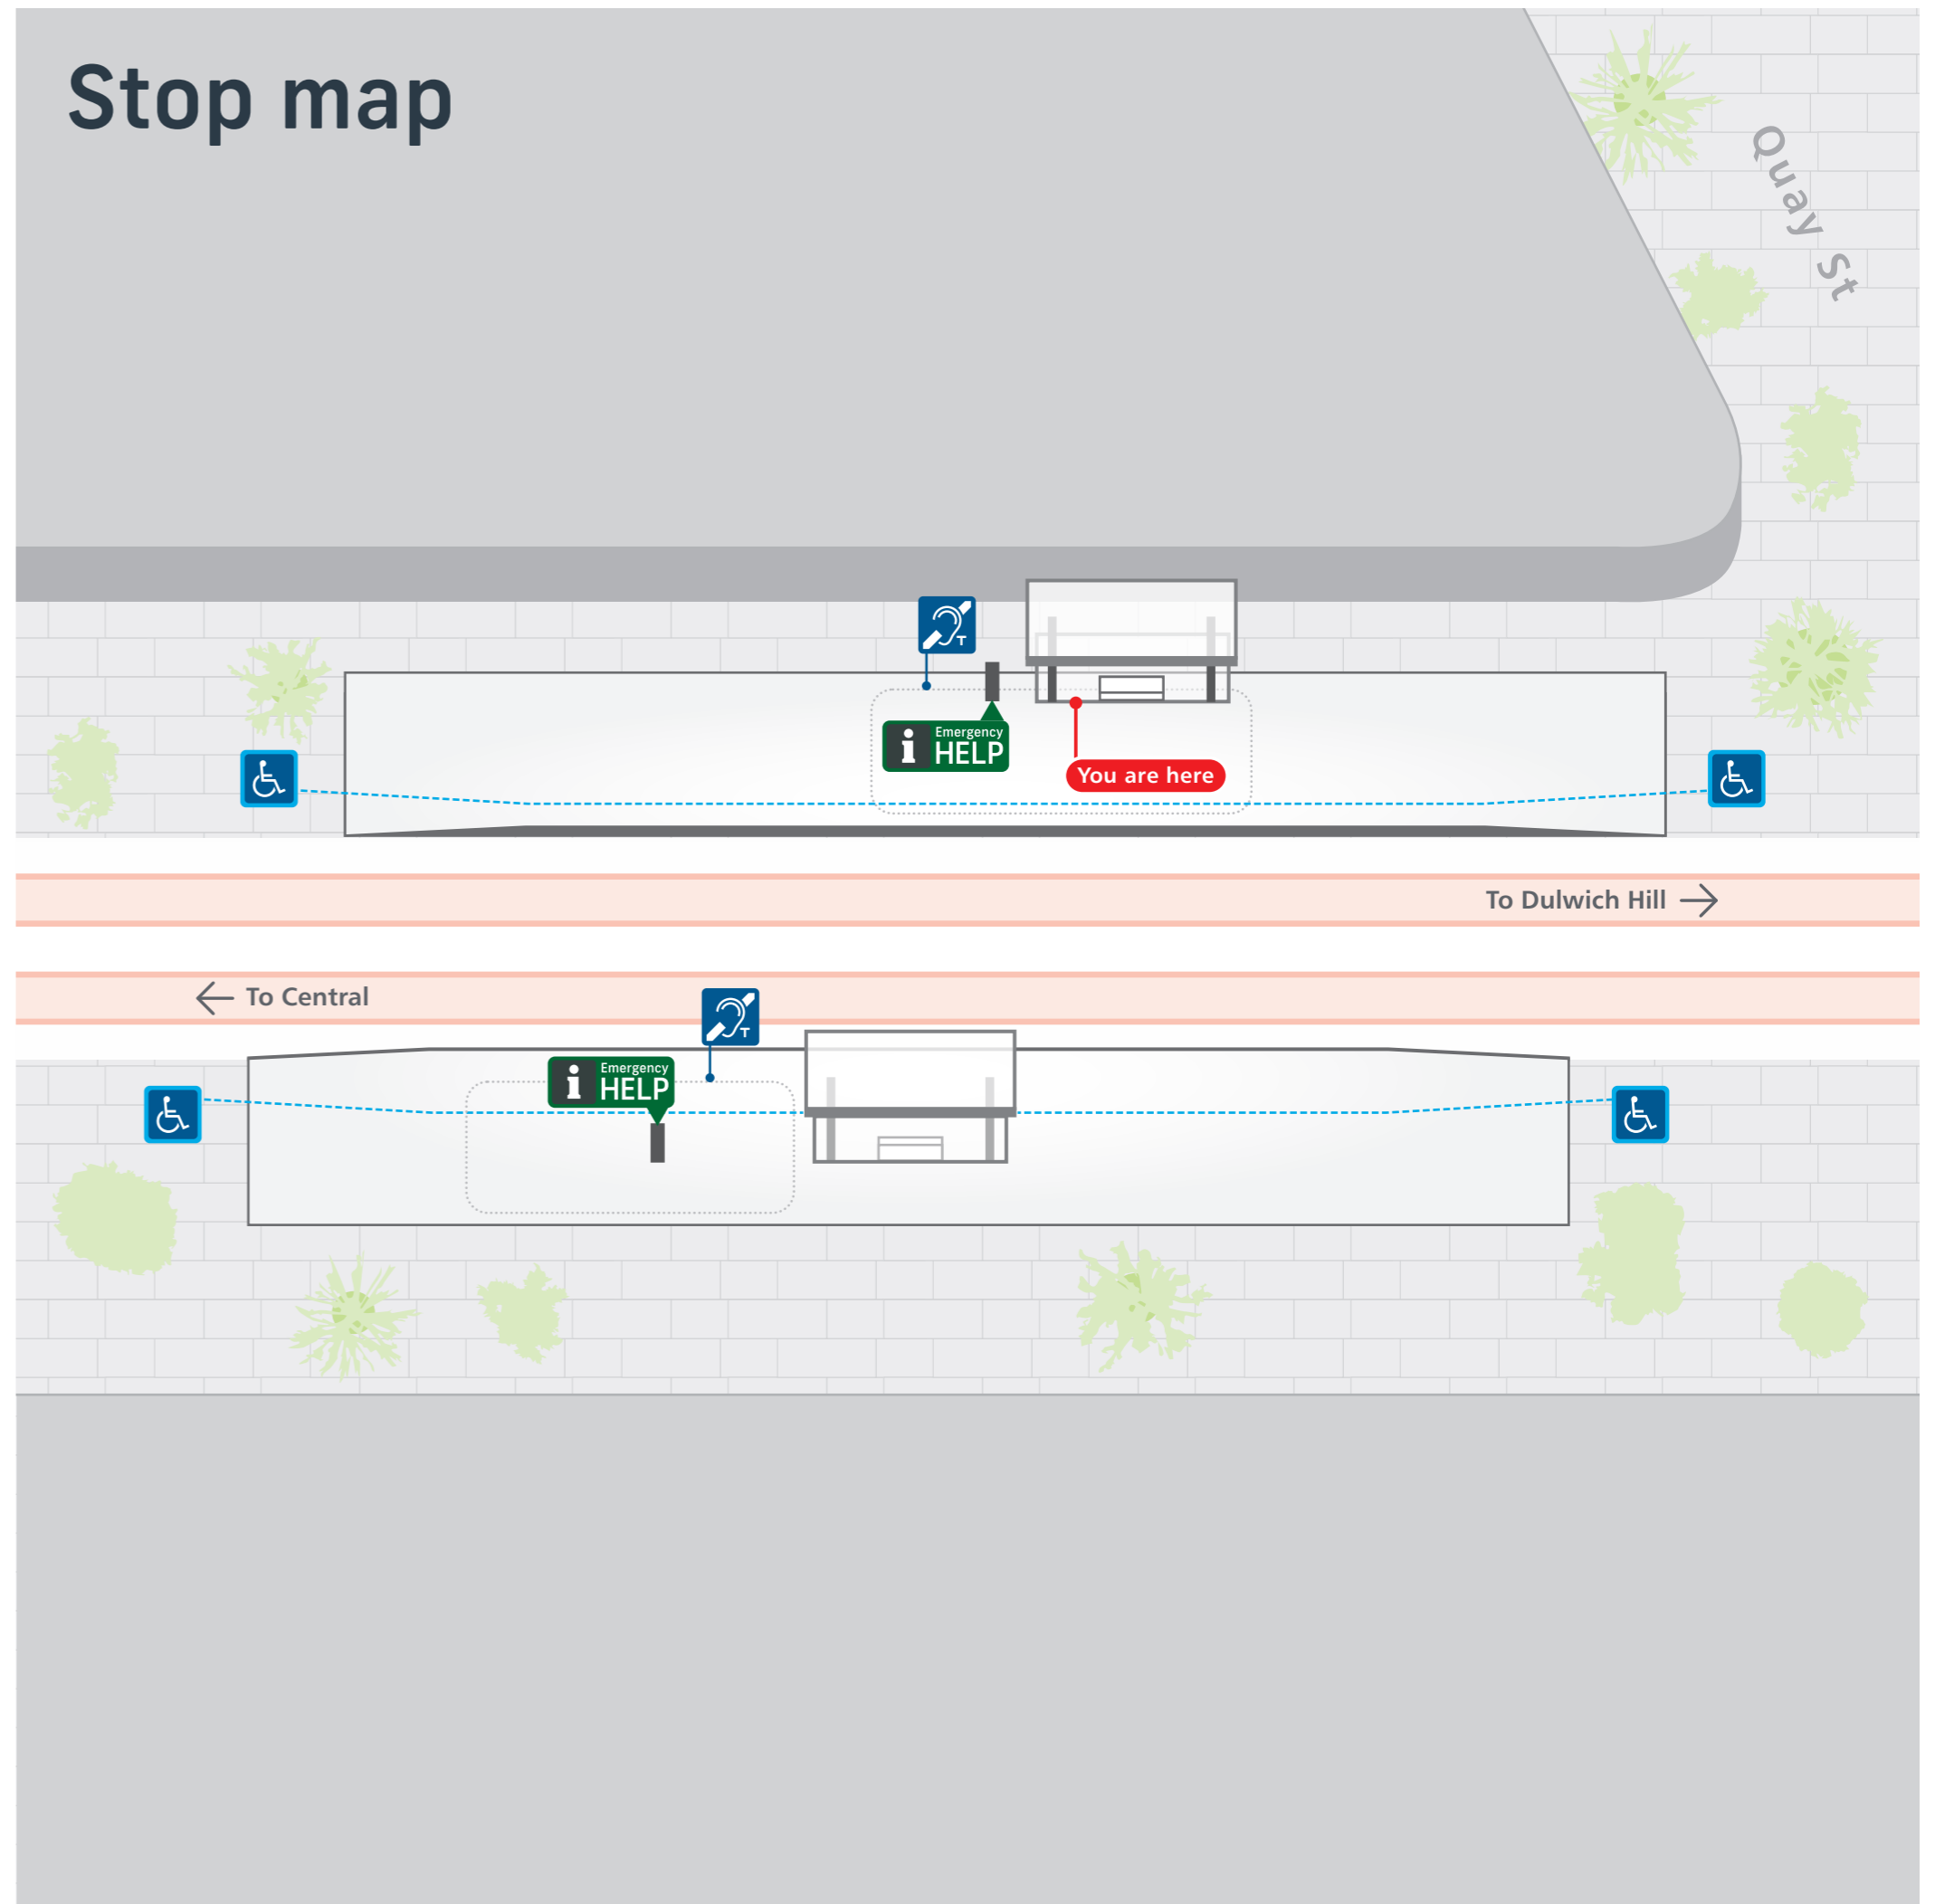 Stop map
Quay St
T
i Emergency
HELP
You are here
To Dulwich Hill
To Central
T
i Emergency
HELP